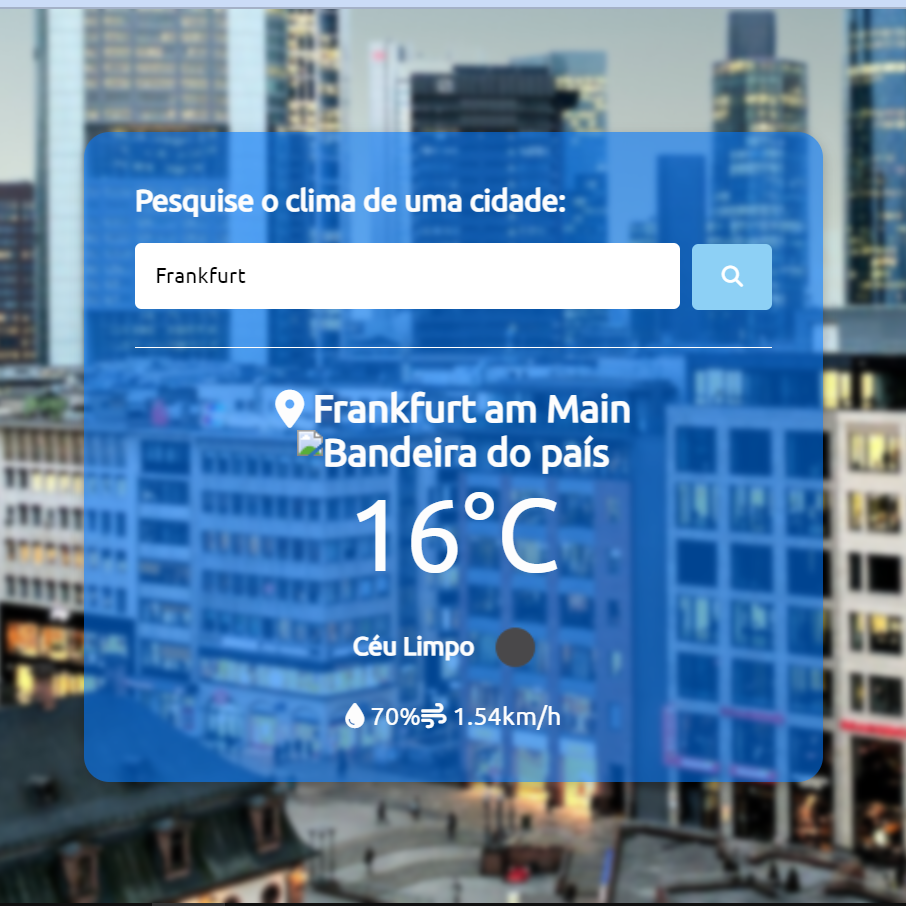 Pesquise o clima de uma cidade:
Frankfurt
Frankfurt am Main
Bandeira do país
16°C
Céu Limpo
70% 1.54km/h